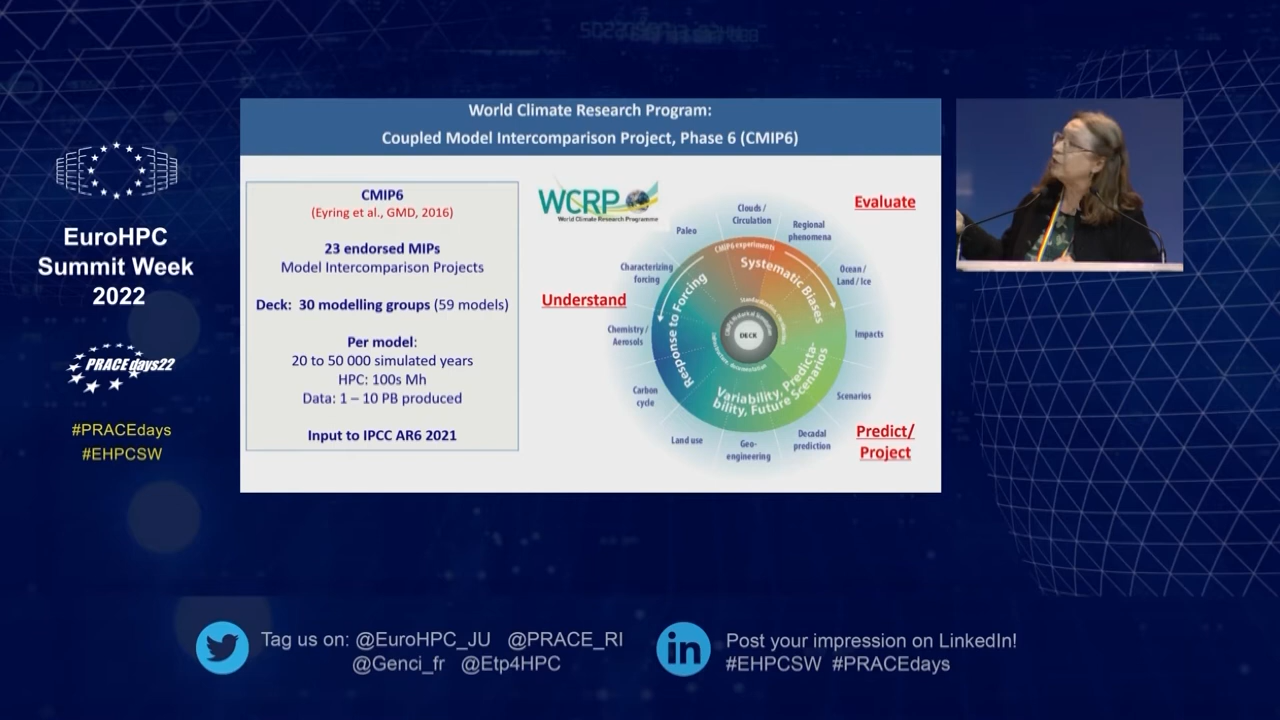 EuroHPC
Summit Week
2022
PRACEdays22
#PRACEdays
#EHPCSW
World Climate Research Program:
Coupled Model Intercomparison Project, Phase 6 (CMIP6)
CMIP6
(Eyring et al., GMD, 2016)
23 endorsed MIPs
Model Intercomparison Projects
Deck: 30 modelling groups (59 models)
Per model:
20 to 50 000 simulated years
HPC: 100s Mh
Data: 1 – 10 PB produced
Input to IPCC AR6 2021
WCRP
World Climate Research Programme
Evaluate
Understand
Predict/
Project
Clouds /
Circulation
Regional
phenomena
Ocean /
Land / Ice
Impacts
Scenarios
Decadal
prediction
Geo-
engineering
Land use
Carbon
cycle
Chemistry /
Aerosols
Characterizing
forcing
Paleo
CMIP6 experiments
Systematic Biases
Response to Forcing
Variability, Predicta-
bility, Future Scenarios
DECK
Tag us on: @EuroHPC_JU @PRACE_RI
@Genci_fr @Etp4HPC
in
Post your impression on LinkedIn!
#EHPCSW #PRACEdays